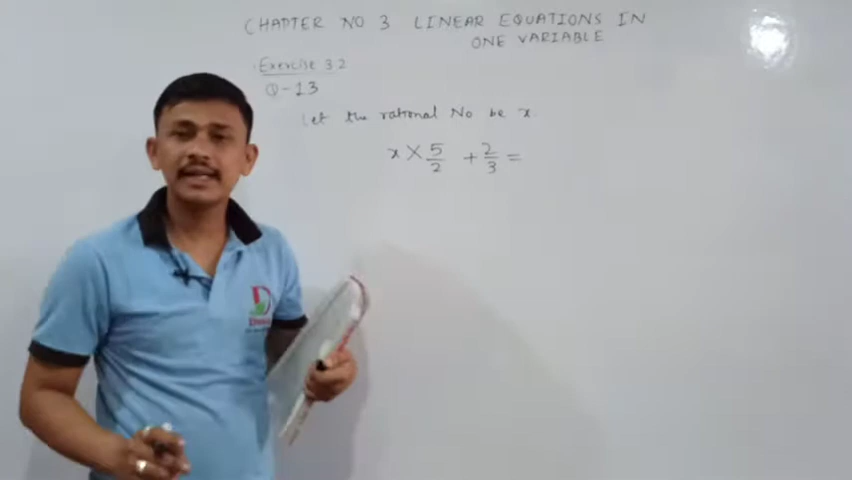 CHAPTER NO 3 LINEAR EQUATIONS IN
ONE VARIABLE
Exercise 3.2
Q-13
Let the rational No be x
x × 5/2 + 2/3 =
D